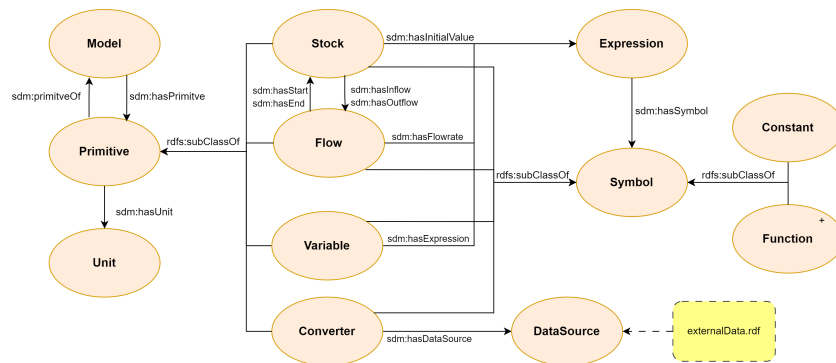 Model
Stock
sdm:hasInitialValue
Expression
sdm:primitveOf
sdm:hasPrimitve
sdm:hasStart
sdm:hasEnd
sdm:hasInflow
sdm:hasOutflow
sdm:hasSymbol
Constant
Primitive
rdfs:subClassOf
Flow
sdm:hasFlowrate
rdfs:subClassOf
Symbol
rdfs:subClassOf
sdm:hasUnit
Unit
Variable
sdm:hasExpression
+
Function
Converter
sdm:hasDataSource
DataSource
externalData.rdf